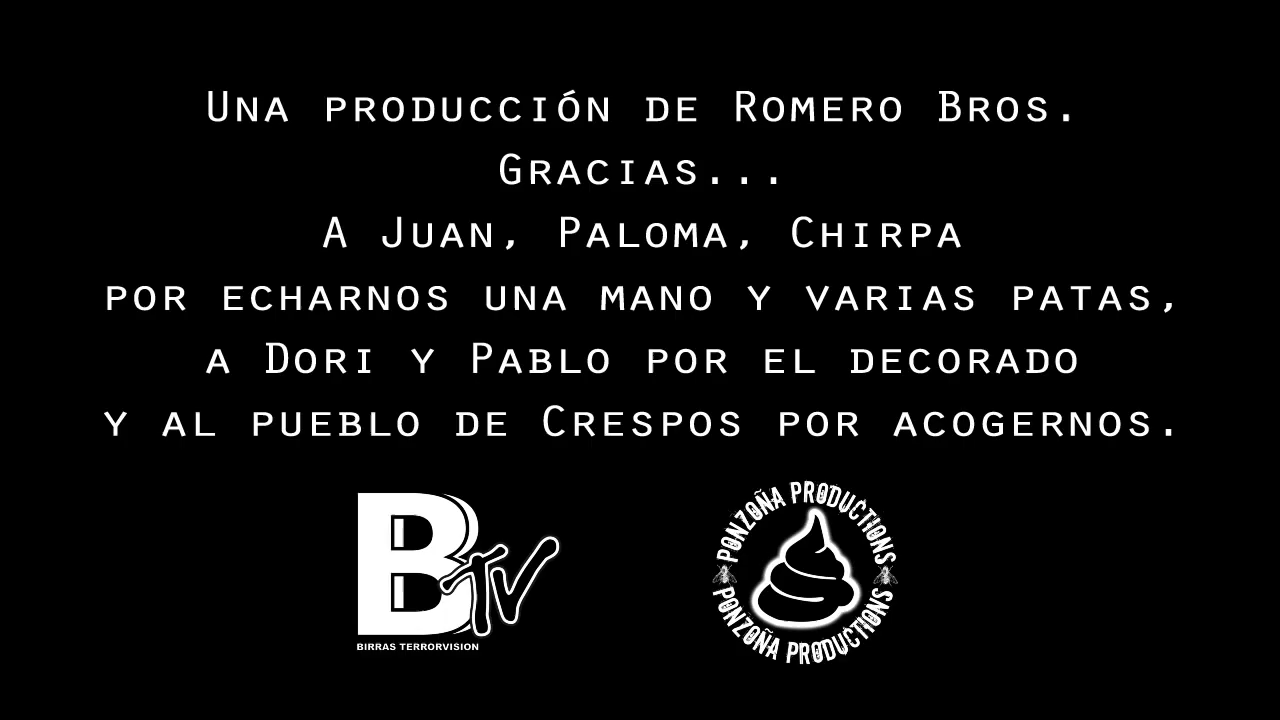 Una producción de Romero Bros.
Gracias...
A Juan, Paloma, Chirpa
por echarnos una mano y varias patas,
a Dori y Pablo por el decorado
y al pueblo de Crespos por acogernos.
BTV
BIRRAS TERRORVISION
PONZOÑA PRODUCTIONS
PONZOÑA PRODUCTIONS